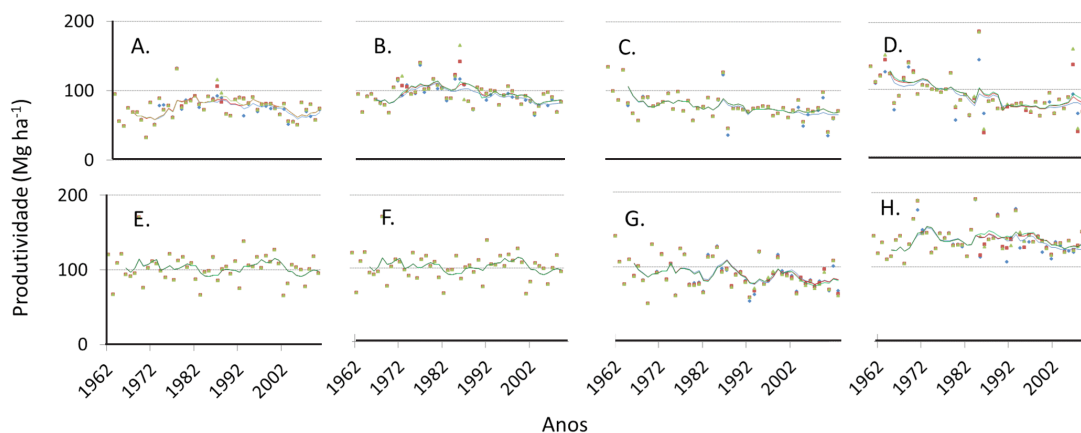 200
100
0
A.
B.
C.
D.
Produtividade (Mg ha⁻¹)
200
100
0
E.
F.
G.
H.
1962 1972 1982 1992 2002
1962 1972 1982 1992 2002
1962 1972 1982 1992 2002
1962 1972 1982 1992 2002
Anos